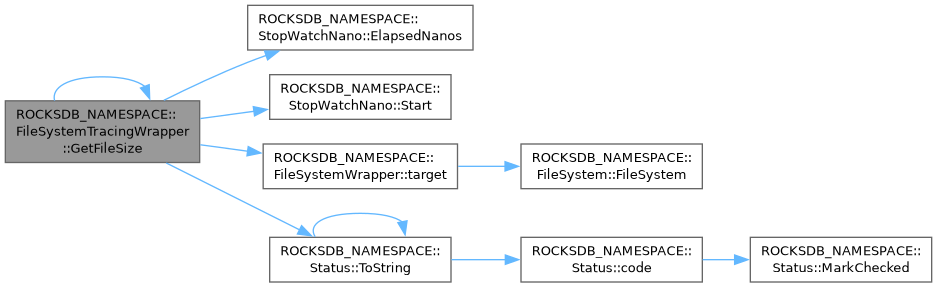 ROCKSDB_NAMESPACE::
StopWatchNano::ElapsedNanos
ROCKSDB_NAMESPACE::
StopWatchNano::Start
ROCKSDB_NAMESPACE::
FileSystemTracingWrapper
::GetFileSize
ROCKSDB_NAMESPACE::
FileSystemWrapper::target
ROCKSDB_NAMESPACE::
FileSystem::FileSystem
ROCKSDB_NAMESPACE::
Status::ToString
ROCKSDB_NAMESPACE::
Status::code
ROCKSDB_NAMESPACE::
Status::MarkChecked